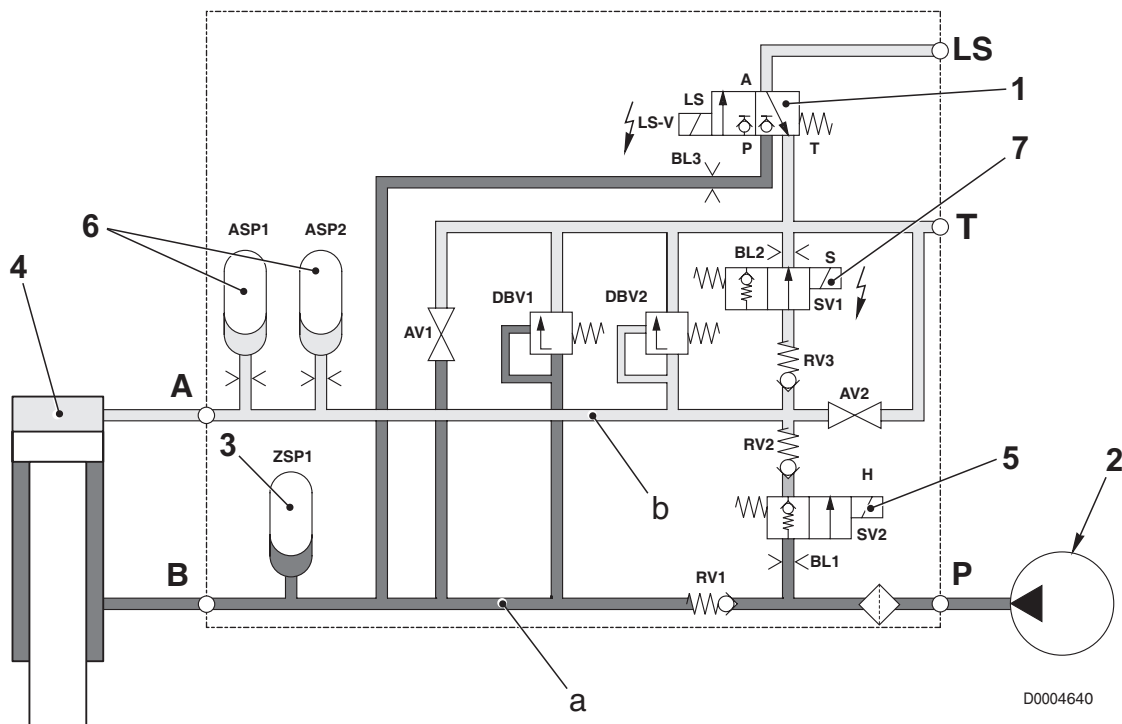 LS
A
1
LS
LS-V
P
T
7
BL3
6
ASP1
ASP2
T
4
BL2
S
DBV1
DBV2
SV1
AV1
RV3
A
AV2
3
ZSP1
RV2
b
H
5
2
SV2
B
BL1
RV1
P
a
D0004640